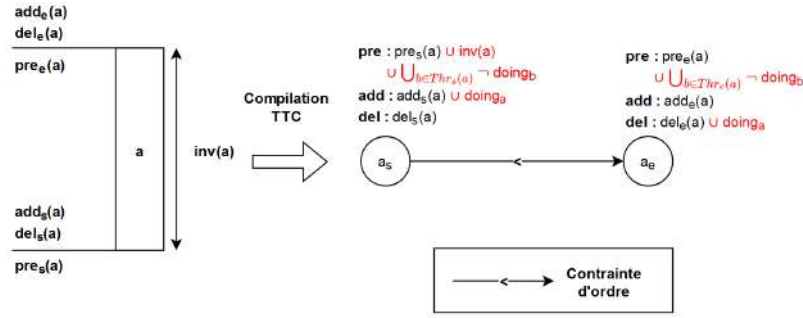 add_e(a)
del_e(a)
pre_e(a)
a
inv(a)
add_s(a)
del_s(a)
pre_s(a)
Compilation
TTC
pre : pre_s(a) ∪ inv(a)
∪ ⋃_{b∈Thr_s(a)} ¬ doing_b
add : add_s(a) ∪ doing_a
del : del_s(a)
a_s
<
pre : pre_e(a)
∪ ⋃_{b∈Thr_e(a)} ¬ doing_b
add : add_e(a)
del : del_e(a) ∪ doing_a
a_e
<
Contrainte
d'ordre